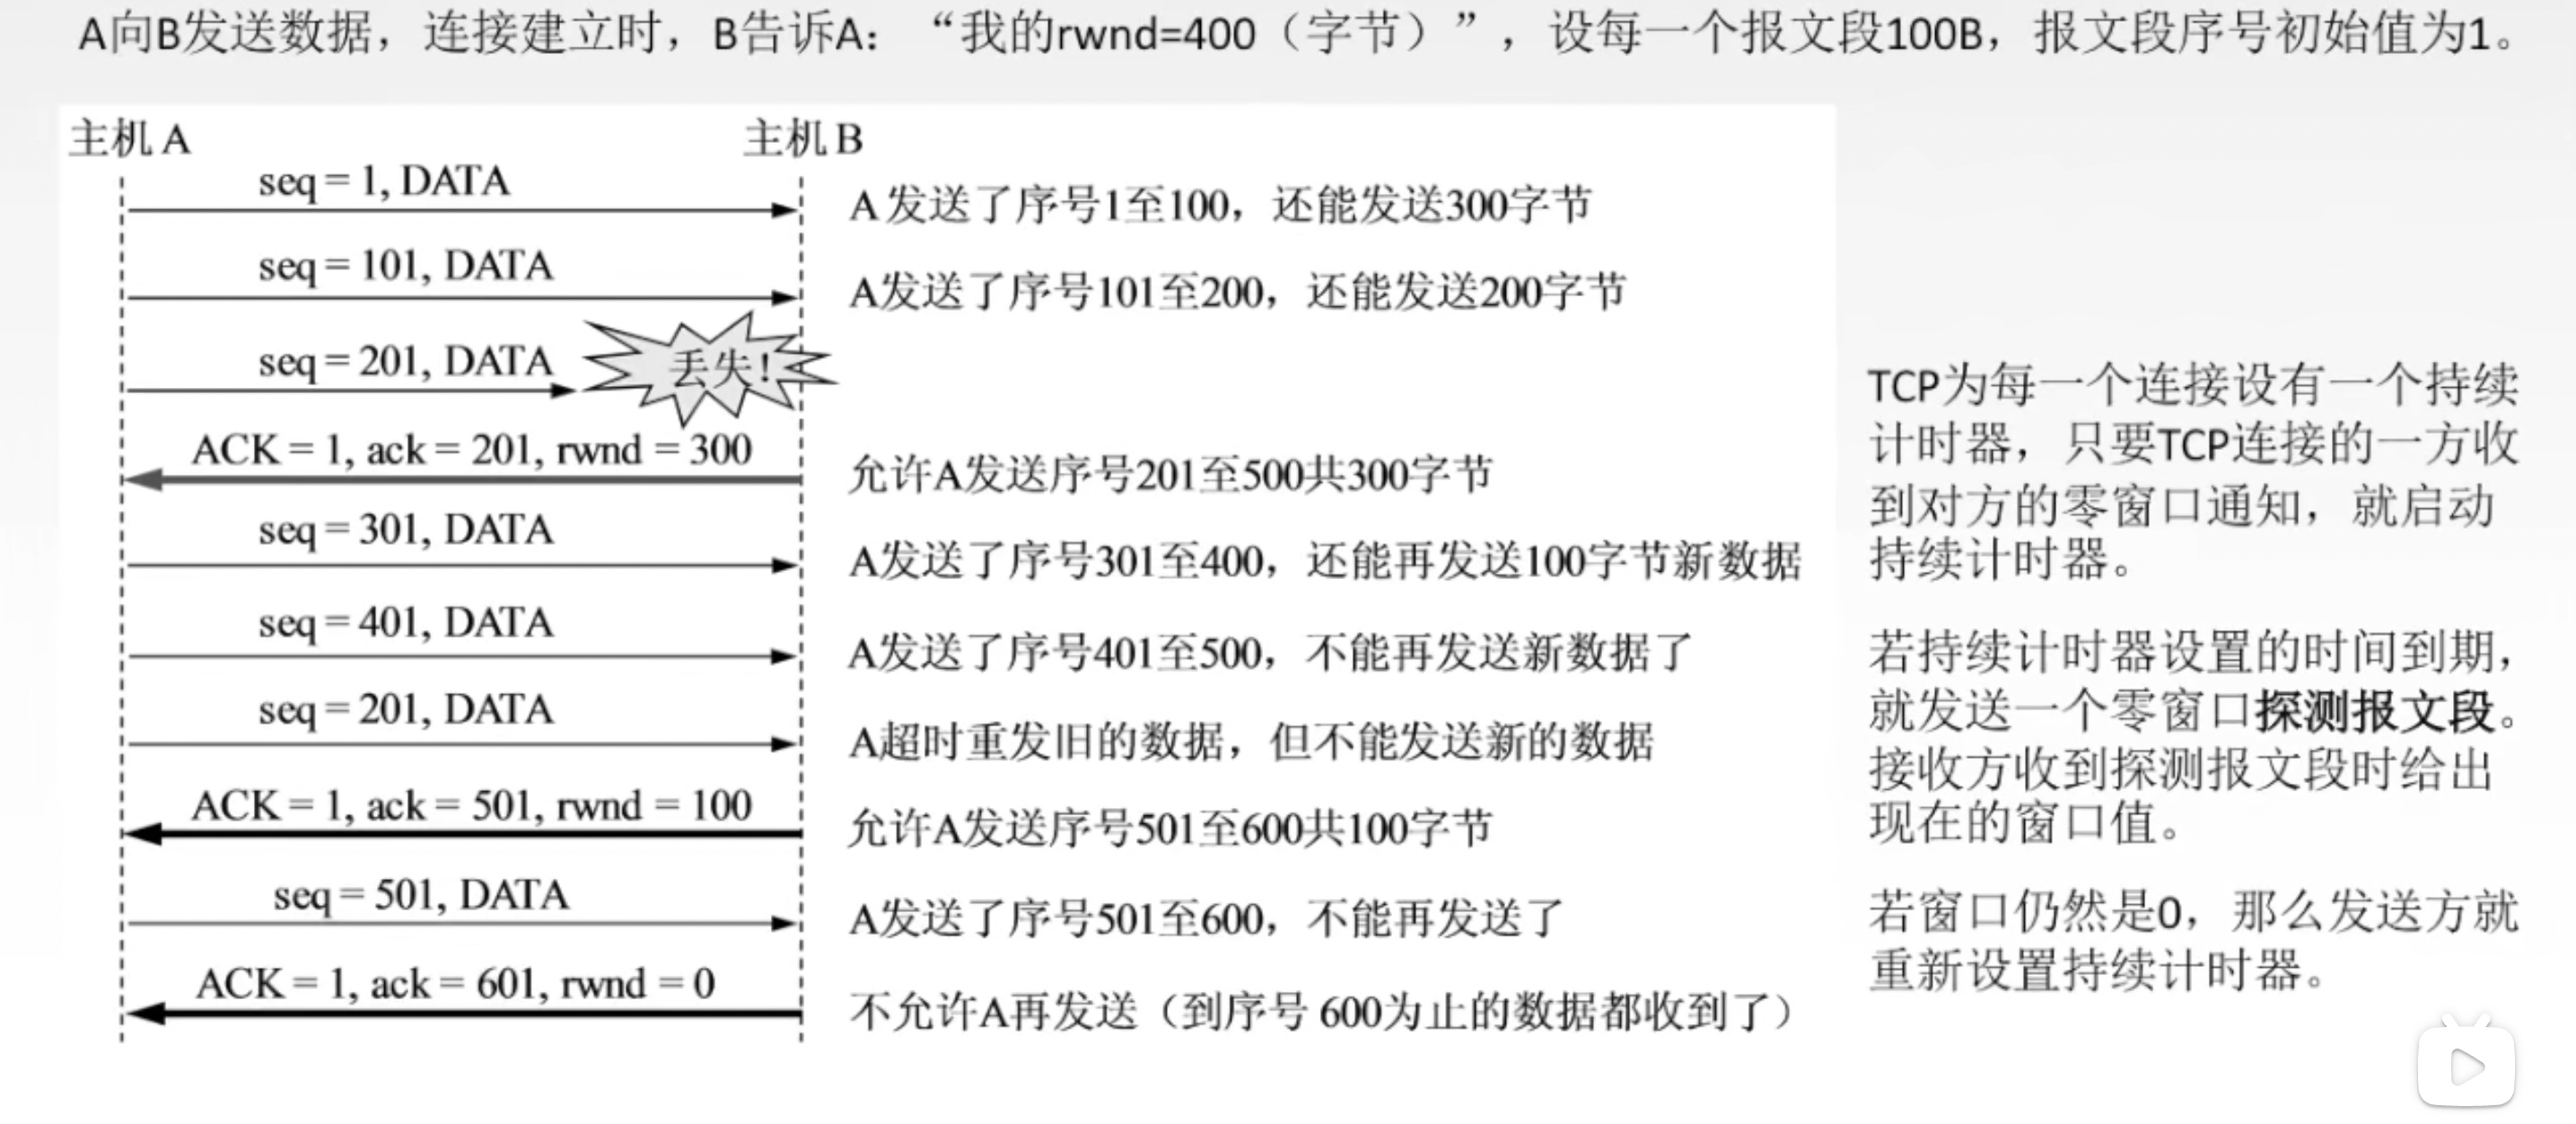 A向B发送数据，连接建立时，B告诉A：“我的rwnd=400（字节）”，设每一个报文段100B，报文段序号初始值为1。
主机 A
主机 B
seq = 1, DATA
A 发送了序号1至100，还能发送300字节
seq = 101, DATA
A发送了序号101至200，还能发送200字节
seq = 201, DATA
丢失！
ACK = 1, ack = 201, rwnd = 300
允许A发送序号201至500共300字节
seq = 301, DATA
A发送了序号301至400，还能再发送100字节新数据
seq = 401, DATA
A发送了序号401至500，不能再发送新数据了
seq = 201, DATA
A超时重发旧的数据，但不能发送新的数据
ACK = 1, ack = 501, rwnd = 100
允许A发送序号501至600共100字节
seq = 501, DATA
A发送了序号501至600，不能再发送了
ACK = 1, ack = 601, rwnd = 0
不允许A再发送（到序号 600为止的数据都收到了）
TCP为每一个连接设有一个持续
计时器，只要TCP连接的一方收
到对方的零窗口通知，就启动
持续计时器。
若持续计时器设置的时间到期，
就发送一个零窗口探测报文段。
接收方收到探测报文段时给出
现在的窗口值。
若窗口仍然是0，那么发送方就
重新设置持续计时器。